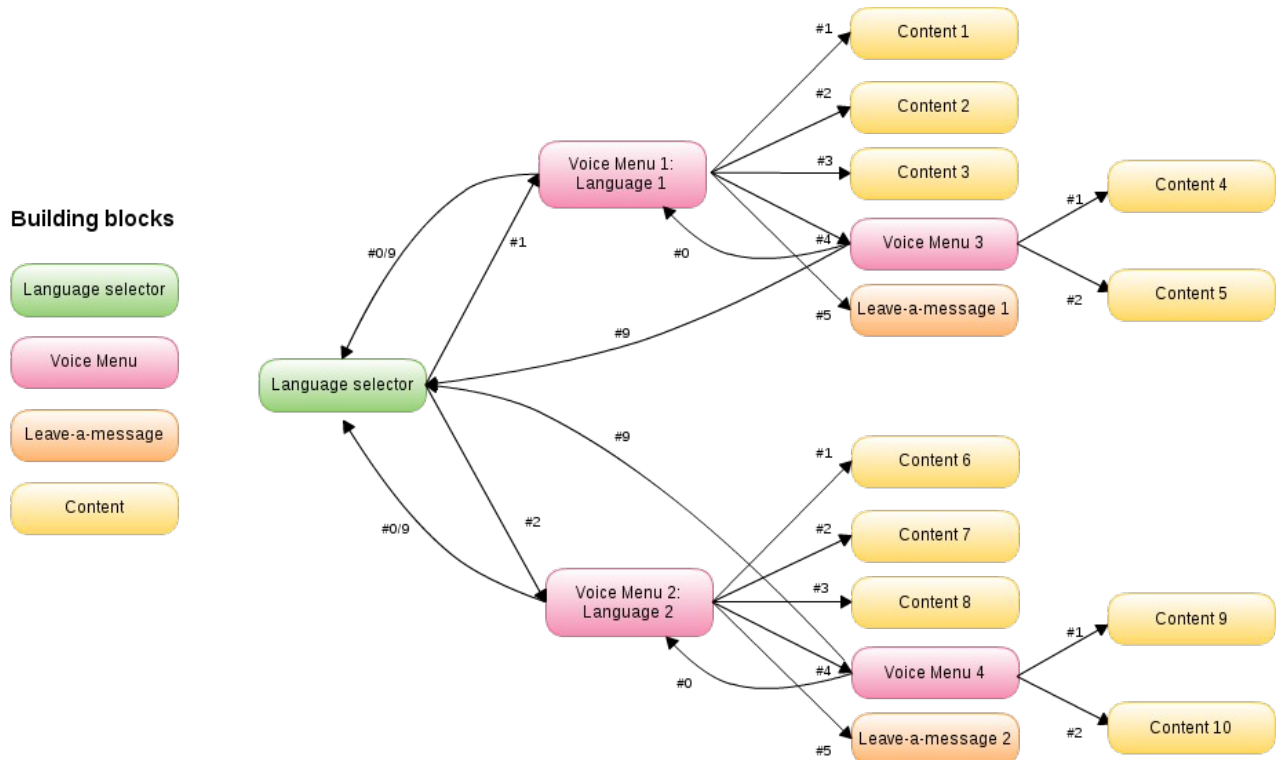 Building blocks
Language selector
Voice Menu
Leave-a-message
Content
Language selector
#0/9
#1
#9
#9
#2
#0/9
Voice Menu 1:
Language 1
#1
Content 1
#2
Content 2
#3
Content 3
#4
Voice Menu 3
#0
#5
Leave-a-message 1
#1
Content 4
#2
Content 5
Voice Menu 2:
Language 2
#1
Content 6
#2
Content 7
#3
Content 8
#4
Voice Menu 4
#0
#5
Leave-a-message 2
#1
Content 9
#2
Content 10